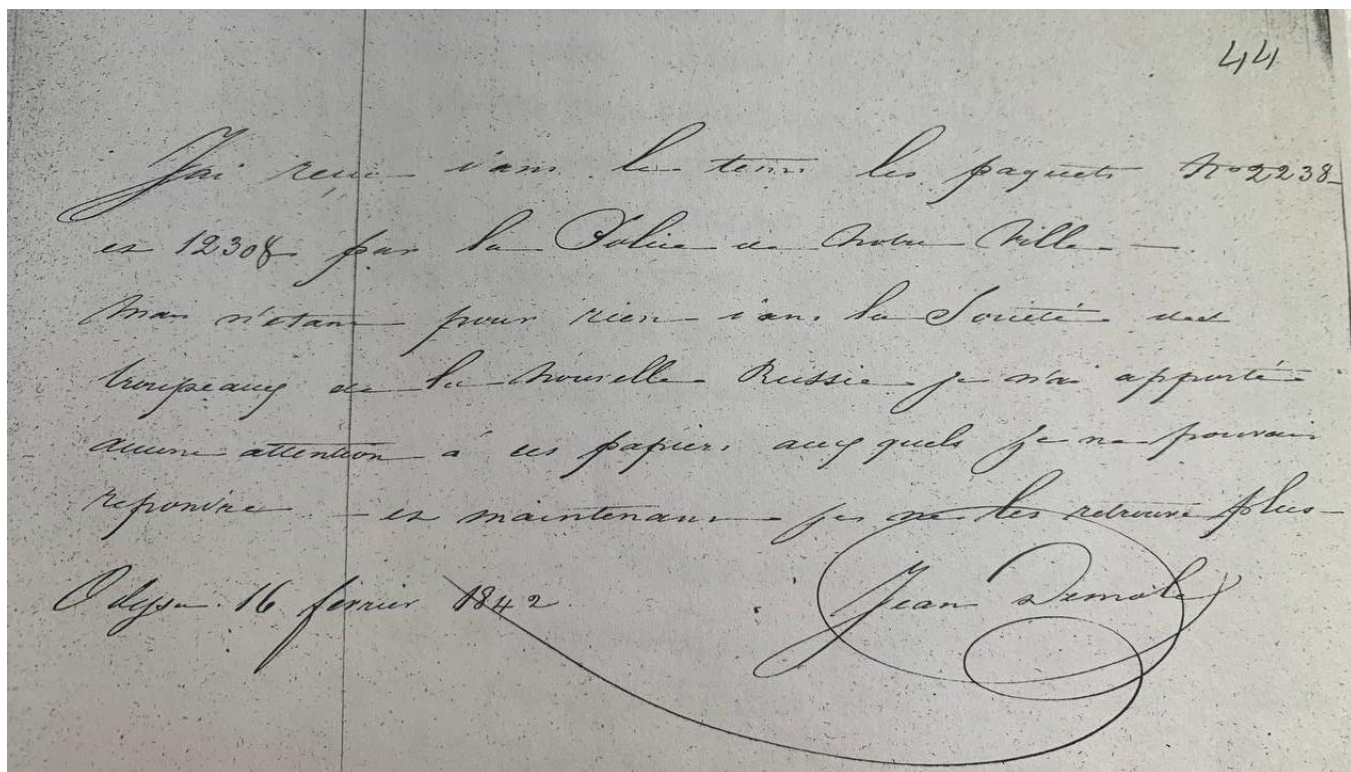 44
J'ai reçu dans le tems les paquets No 2238
et 12308 par la Police de Notre Ville —
Mais n'étant pour rien dans la Société des
troupeaux de la Nouvelle Russie je n'ai apporté
aucune attention à ces papiers auxquels je ne pouvais
repondre — et maintenant je ne les retrouve plus —
Odessa 16 fevrier 1842
Jean Demole